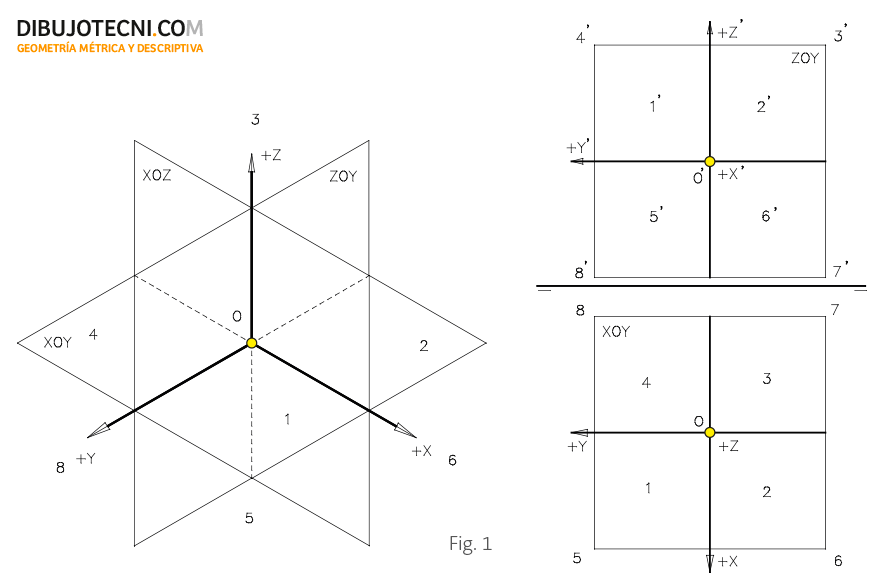 DIBUJOTECNI.COM
GEOMETRÍA MÉTRICA Y DESCRIPTIVA
3
+Z
XOZ
ZOY
O
XOY
4
2
1
8
+Y
+X
6
5
Fig. 1
4'
+Z'
3'
ZOY
1'
2'
+Y'
O'
+X'
5'
6'
8'
7'
8
7
XOY
4
3
O
+Y
+Z
1
2
5
+X
6